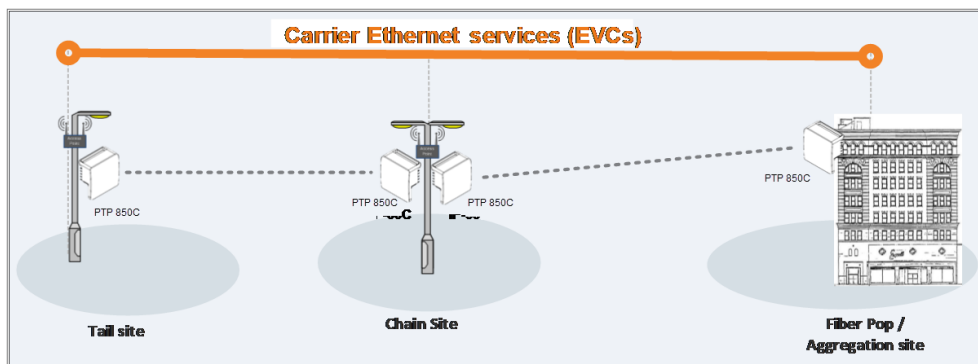 Carrier Ethernet services (EVCs)
PTP 850C
PTP 850C
PTP 850C
PTP 850C
Tail site
Chain Site
Fiber Pop /
Aggregation site